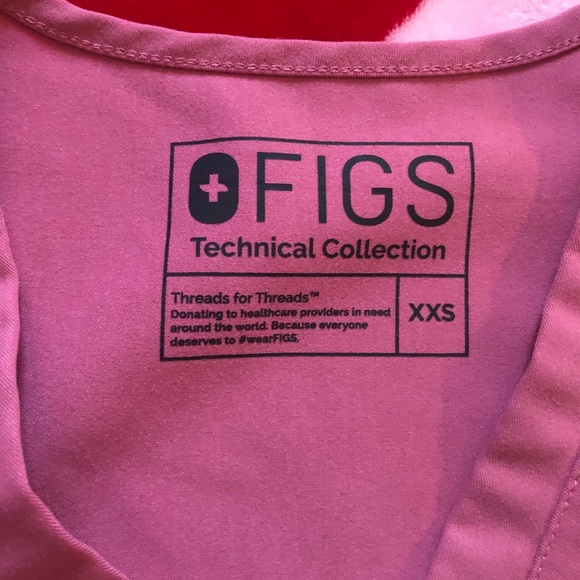 FIGS
Technical Collection
Threads for Threads™
Donating to healthcare providers in need
around the world. Because everyone
deserves to #wearFIGS.
XXS